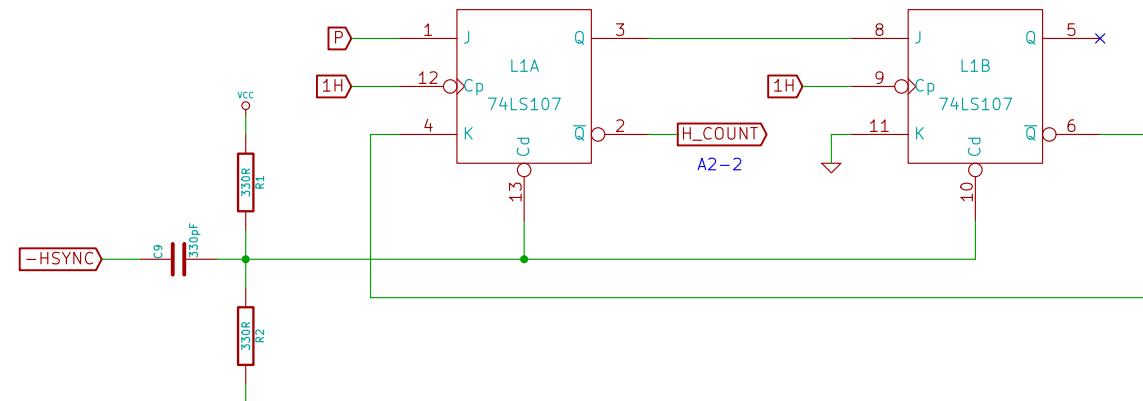 P
1
J
Q
3
8
J
Q
5
L1A
L1B
1H
12
Cp
1H
9
Cp
74LS107
74LS107
VCC
4
K
Q
2
H_COUNT
11
K
Q
6
Cd
Cd
A2-2
13
10
330R
R1
-HSYNC
C9
330pF
330R
R2